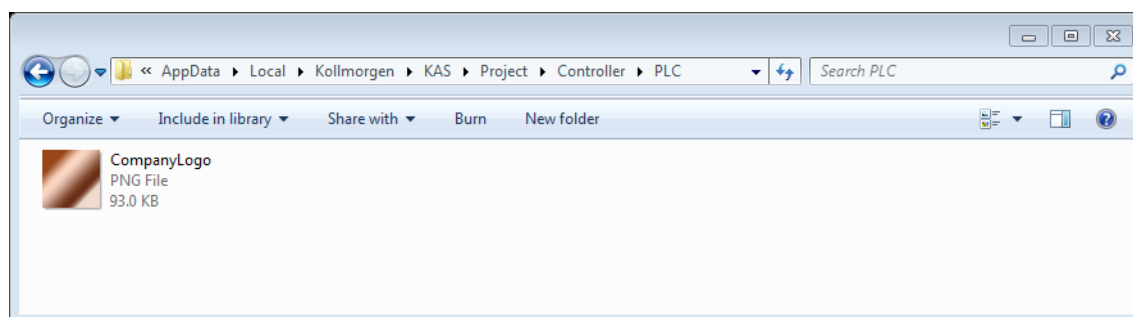 « AppData ▸ Local ▸ Kollmorgen ▸ KAS ▸ Project ▸ Controller ▸ PLC
Search PLC
Organize Include in library Share with Burn New folder
CompanyLogo
PNG File
93.0 KB